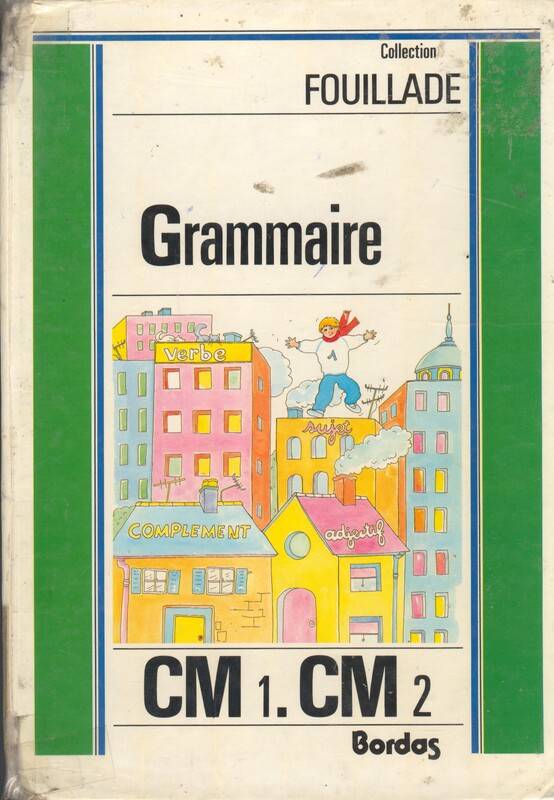 Collection
FOUILLADE
Grammaire
verbe
sujet
COMPLEMENT
adjectif
CM 1. CM 2
Bordas